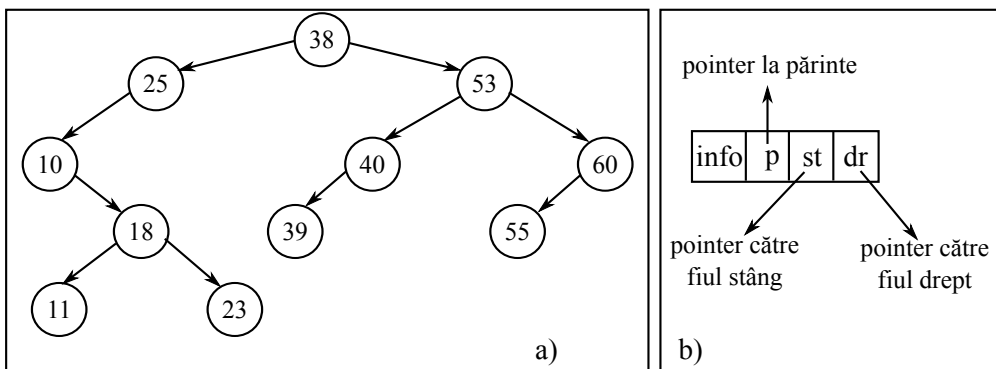 38
25
53
10
40
60
18
39
55
11
23
a)
pointer la părinte
info p st dr
pointer către
fiul stâng
pointer către
fiul drept
b)